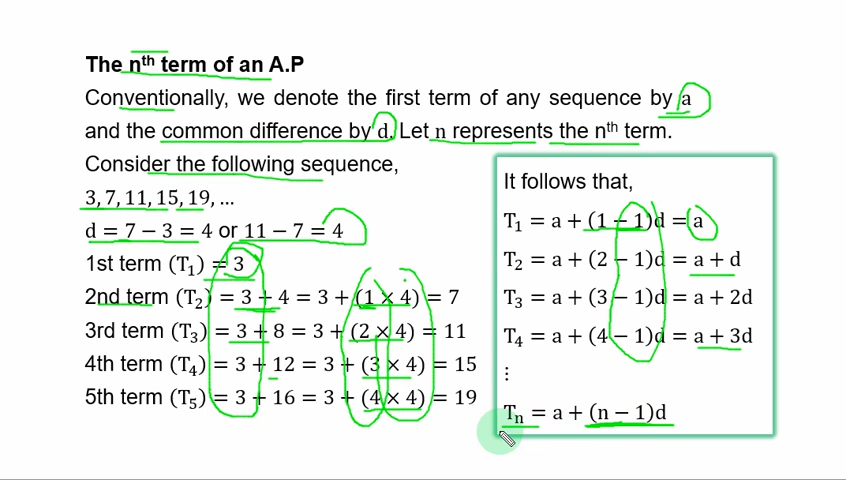 The nᵗʰ term of an A.P
Conventionally, we denote the first term of any sequence by a
and the common difference by d. Let n represents the nᵗʰ term.
Consider the following sequence,
3, 7, 11, 15, 19, ...
d = 7 − 3 = 4 or 11 − 7 = 4
1st term (T₁) = 3
2nd term (T₂) = 3 + 4 = 3 + (1 × 4) = 7
3rd term (T₃) = 3 + 8 = 3 + (2 × 4) = 11
4th term (T₄) = 3 + 12 = 3 + (3 × 4) = 15
5th term (T₅) = 3 + 16 = 3 + (4 × 4) = 19
It follows that,
T₁ = a + (1 − 1)d = a
T₂ = a + (2 − 1)d = a + d
T₃ = a + (3 − 1)d = a + 2d
T₄ = a + (4 − 1)d = a + 3d
⋮
Tₙ = a + (n − 1)d